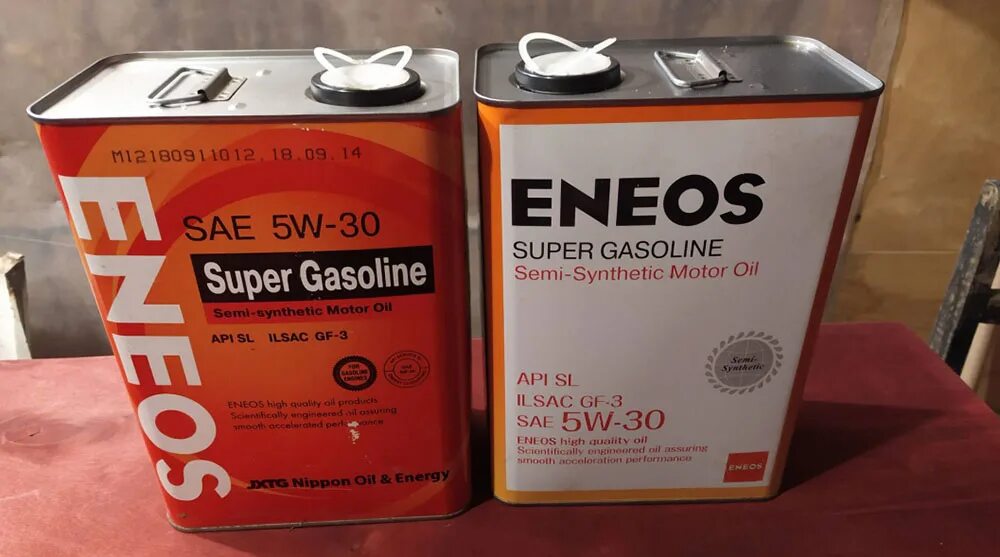 M12180911012, 18.09.14
ENEOS
SAE 5W-30
Super Gasoline
Semi-synthetic Motor Oil
API SL ILSAC GF-3
FOR
GASOLINE
ENGINES
ENEOS high quality oil products
Scientifically engineered oil assuring
smooth accelerated performance
JXTG Nippon Oil & Energy
ENEOS
SUPER GASOLINE
Semi-Synthetic Motor Oil
Semi-
Synthetic
API SL
ILSAC GF-3
SAE 5W-30
ENEOS high quality oil
Scientifically engineered oil assuring
smooth acceleration performance
ENEOS